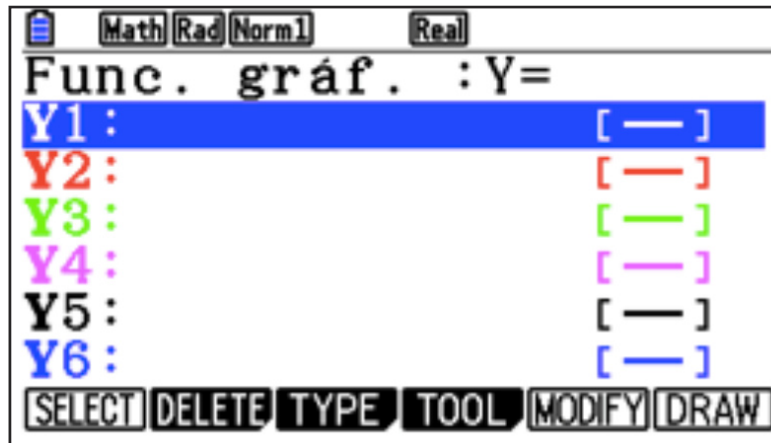 Math Rad Norm1 Real
Func. gráf. :Y=
Y1: [—]
Y2: [—]
Y3: [—]
Y4: [—]
Y5: [—]
Y6: [—]
SELECT DELETE TYPE TOOL MODIFY DRAW